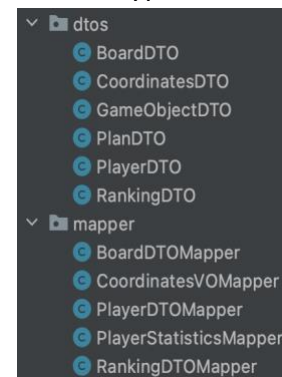 dtos
BoardDTO
CoordinatesDTO
GameObjectDTO
PlanDTO
PlayerDTO
RankingDTO
mapper
BoardDTOMapper
CoordinatesVOMapper
PlayerDTOMapper
PlayerStatisticsMapper
RankingDTOMapper